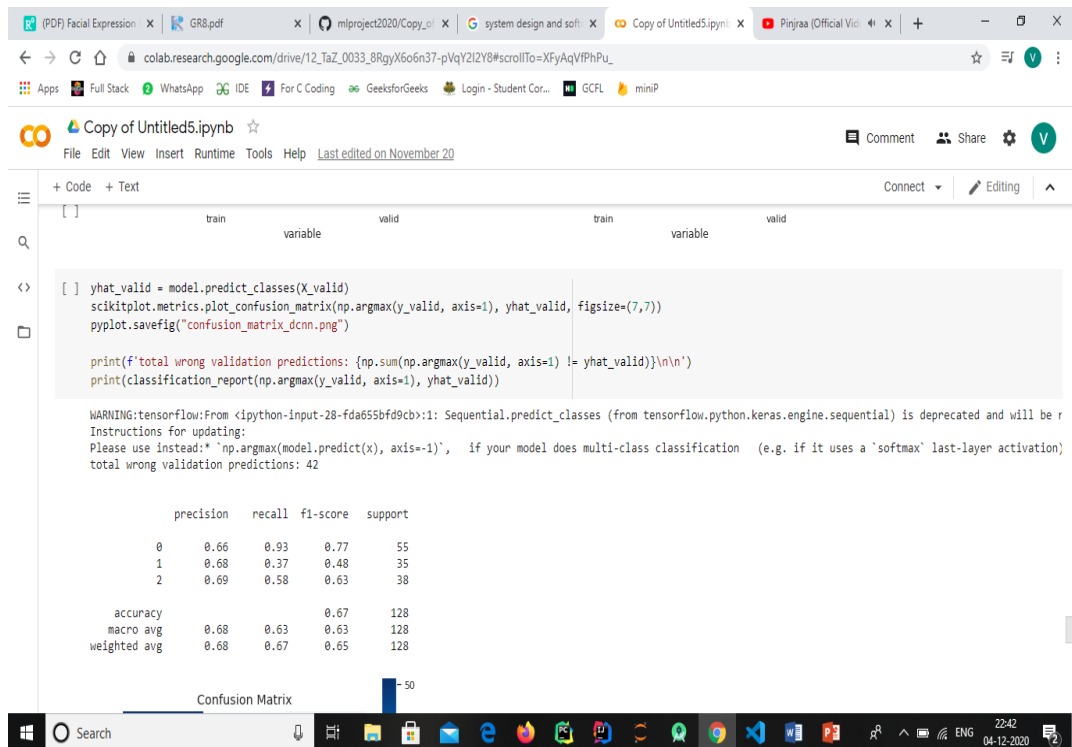 (PDF) Facial Expression
GR8.pdf
mlproject2020/Copy_of
system design and soft
Copy of Untitled5.ipynb
Pinjraa (Official Vid
colab.research.google.com/drive/12_TaZ_0033_8RgyX6o6n37-pVqY2I2Y8#scrollTo=XFyAqVfPhPu_
V
Apps Full Stack WhatsApp IDE For C Coding GeeksforGeeks Login - Student Cor... GCFL miniP
CO Copy of Untitled5.ipynb
Comment Share V
File Edit View Insert Runtime Tools Help Last edited on November 20
+ Code + Text Connect Editing
[ ] train valid train valid
variable variable
[ ] yhat_valid = model.predict_classes(X_valid)
scikitplot.metrics.plot_confusion_matrix(np.argmax(y_valid, axis=1), yhat_valid, figsize=(7,7))
pyplot.savefig("confusion_matrix_dcnn.png")
print(f'total wrong validation predictions: {np.sum(np.argmax(y_valid, axis=1) != yhat_valid)}\n\n')
print(classification_report(np.argmax(y_valid, axis=1), yhat_valid))
WARNING:tensorflow:From <ipython-input-28-fda655bfd9cb>:1: Sequential.predict_classes (from tensorflow.python.keras.engine.sequential) is deprecated and will be r
Instructions for updating:
Please use instead:* `np.argmax(model.predict(x), axis=-1)`, if your model does multi-class classification (e.g. if it uses a `softmax` last-layer activation)
total wrong validation predictions: 42
precision recall f1-score support
0 0.66 0.93 0.77 55
1 0.68 0.37 0.48 35
2 0.69 0.58 0.63 38
accuracy 0.67 128
macro avg 0.68 0.63 0.63 128
weighted avg 0.68 0.67 0.65 128
Confusion Matrix
50
Search
ENG
22:42
04-12-2020
2